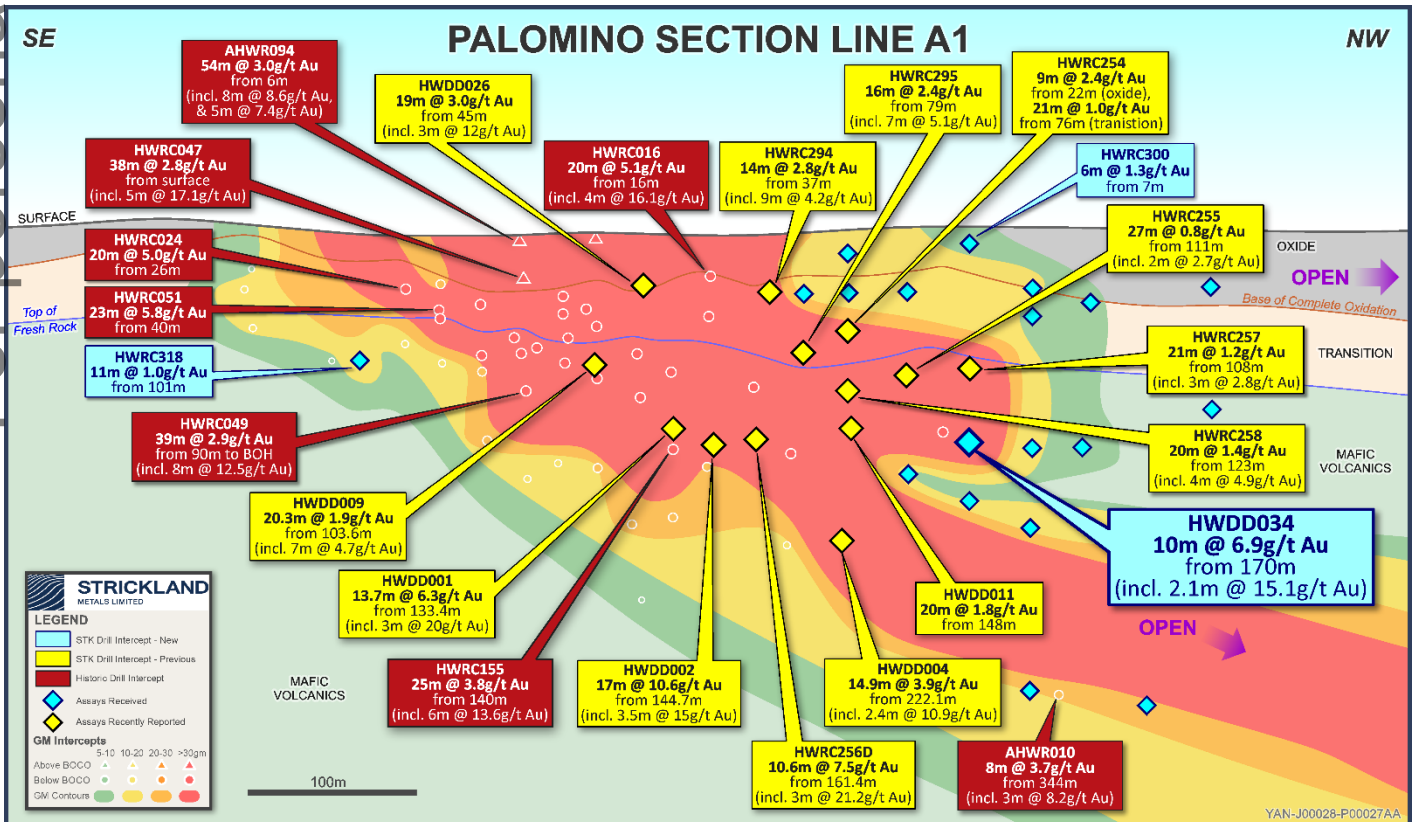 PALOMINO SECTION LINE A1
SE
NW
AHWR094
54m @ 3.0g/t Au
from 6m
(incl. 8m @ 8.6g/t Au,
& 5m @ 7.4g/t Au)
HWDD026
19m @ 3.0g/t Au
from 45m
(incl. 3m @ 12g/t Au)
HWRC295
16m @ 2.4g/t Au
from 79m
(incl. 7m @ 5.1g/t Au)
HWRC254
9m @ 2.4g/t Au
from 22m (oxide),
21m @ 1.0g/t Au
from 76m (transtion)
HWRC047
38m @ 2.8g/t Au
from surface
(incl. 5m @ 17.1g/t Au)
HWRC016
20m @ 5.1g/t Au
from 16m
(incl. 4m @ 16.1g/t Au)
HWRC294
14m @ 2.8g/t Au
from 37m
(incl. 9m @ 4.2g/t Au)
HWRC300
6m @ 1.3g/t Au
from 7m
SURFACE
HWRC255
27m @ 0.8g/t Au
from 111m
(incl. 2m @ 2.7g/t Au)
OXIDE
OPEN
Base of Complete Oxidation
HWRC024
20m @ 5.0g/t Au
from 26m
HWRC051
23m @ 5.8g/t Au
from 40m
Top of
Fresh Rock
HWRC318
11m @ 1.0g/t Au
from 101m
HWRC257
21m @ 1.2g/t Au
from 108m
(incl. 3m @ 2.8g/t Au)
TRANSITION
HWRC049
39m @ 2.9g/t Au
from 90m to BOH
(incl. 8m @ 12.5g/t Au)
HWRC258
20m @ 1.4g/t Au
from 123m
(incl. 4m @ 4.9g/t Au)
MAFIC
VOLCANICS
HWDD009
20.3m @ 1.9g/t Au
from 103.6m
(incl. 7m @ 4.7g/t Au)
HWDD034
10m @ 6.9g/t Au
from 170m
(incl. 2.1m @ 15.1g/t Au)
HWDD001
13.7m @ 6.3g/t Au
from 133.4m
(incl. 3m @ 20g/t Au)
HWDD011
20m @ 1.8g/t Au
from 148m
OPEN
HWRC155
25m @ 3.8g/t Au
from 140m
(incl. 6m @ 13.6g/t Au)
HWDD002
17m @ 10.6g/t Au
from 144.7m
(incl. 3.5m @ 15g/t Au)
HWDD004
14.9m @ 3.9g/t Au
from 222.1m
(incl. 2.4m @ 10.9g/t Au)
MAFIC
VOLCANICS
HWRC256D
10.6m @ 7.5g/t Au
from 161.4m
(incl. 3m @ 21.2g/t Au)
AHWR010
8m @ 3.7g/t Au
from 344m
(incl. 3m @ 8.2g/t Au)
STRICKLAND
METALS LIMITED
LEGEND
STK Drill Intercept - New
STK Drill Intercept - Previous
Historic Drill Intercept
Assays Received
Assays Recently Reported
GM Intercepts
5-10 10-20 20-30 >30gm
Above BOCO
Below BOCO
GM Contours
100m
YAN-J00028-P00027AA